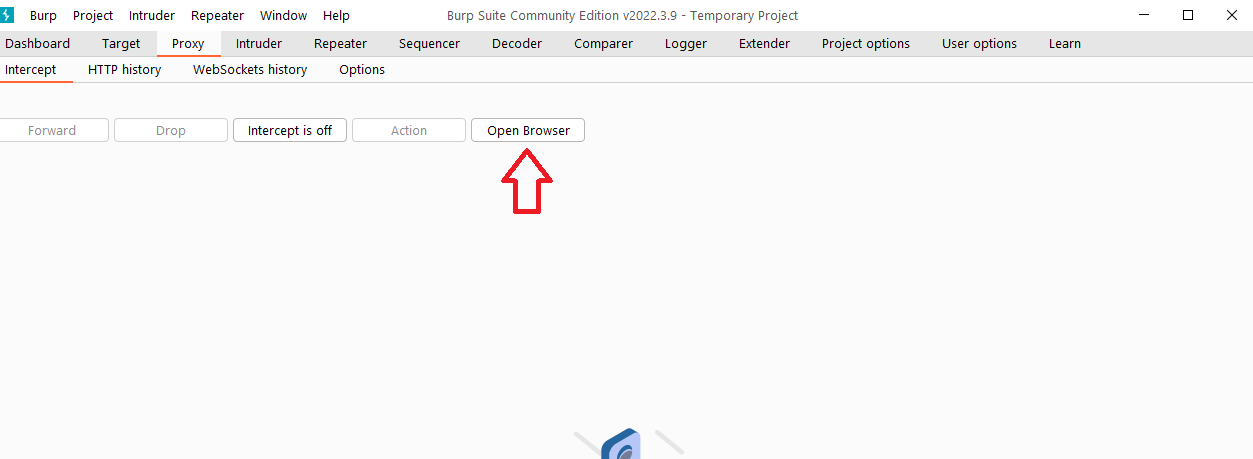 Burp Project Intruder Repeater Window Help Burp Suite Community Edition v2022.3.9 - Temporary Project
Dashboard Target Proxy Intruder Repeater Sequencer Decoder Comparer Logger Extender Project options User options Learn
Intercept HTTP history WebSockets history Options
Forward Drop Intercept is off Action Open Browser